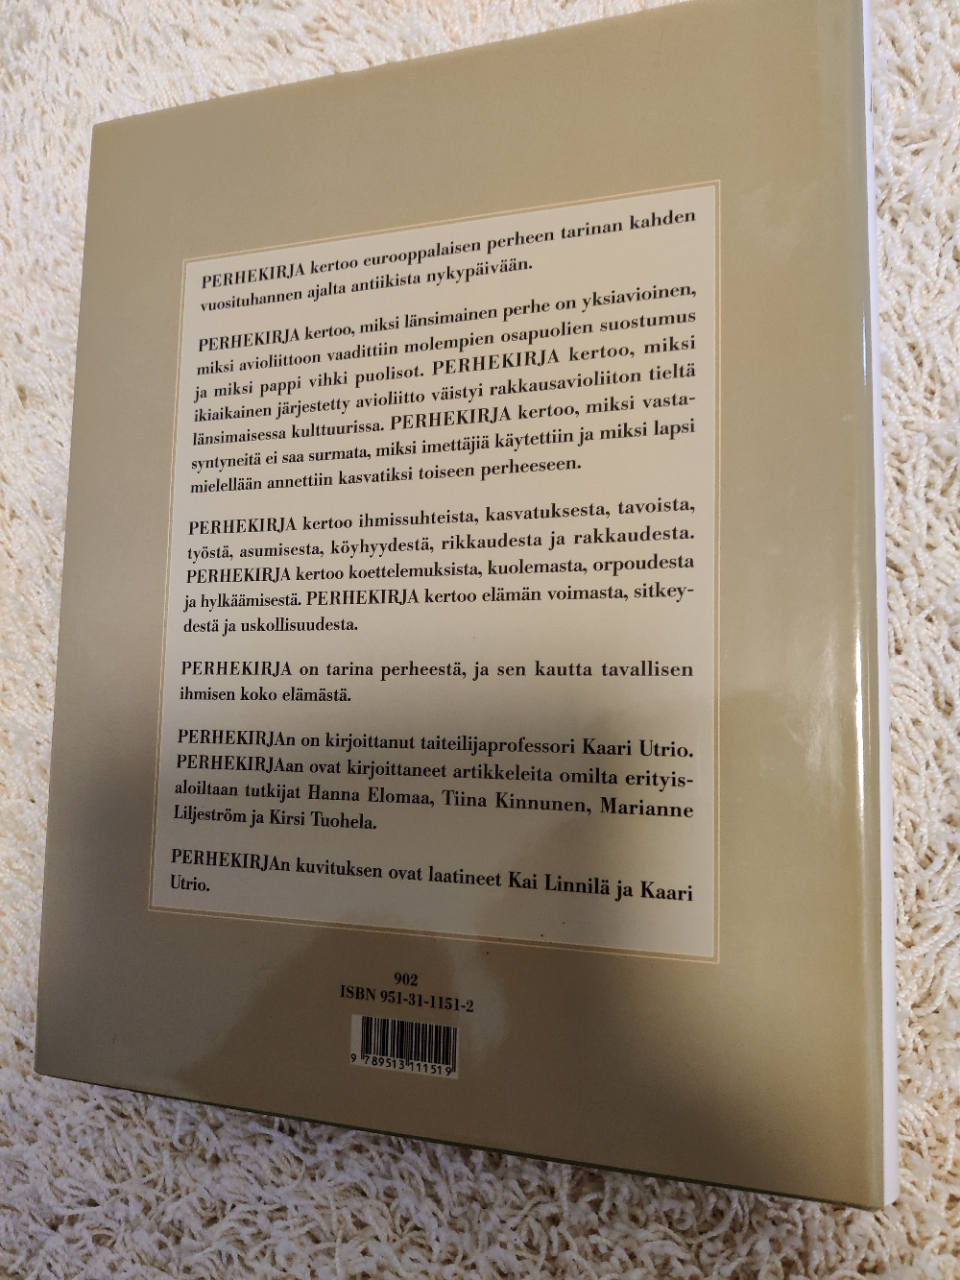 PERHEKIRJA kertoo eurooppalaisen perheen tarinan kahden
vuosituhannen ajalta antiikista nykypäivään.
PERHEKIRJA kertoo, miksi länsimainen perhe on yksiavioinen,
miksi avioliittoon vaadittiin molempien osapuolien suostumus
ja miksi pappi vihki puolisot. PERHEKIRJA kertoo, miksi
ikiaikainen järjestetty avioliitto väistyi rakkausavioliiton tieltä
länsimaisessa kulttuurissa. PERHEKIRJA kertoo, miksi vasta-
syntyneitä ei saa surmata, miksi imettäjiä käytettiin ja miksi lapsi
mielellään annettiin kasvatiksi toiseen perheeseen.
PERHEKIRJA kertoo ihmissuhteista, kasvatuksesta, tavoista,
työstä, asumisesta, köyhyydestä, rikkaudesta ja rakkaudesta.
PERHEKIRJA kertoo koettelemuksista, kuolemasta, orpoudesta
ja hylkäämisestä. PERHEKIRJA kertoo elämän voimasta, sitkey-
destä ja uskollisuudesta.
PERHEKIRJA on tarina perheestä, ja sen kautta tavallisen
ihmisen koko elämästä.
PERHEKIRJAn on kirjoittanut taiteilijaprofessori Kaari Utrio.
PERHEKIRJAan ovat kirjoittaneet artikkeleita omilta erityis-
aloiltaan tutkijat Hanna Elomaa, Tiina Kinnunen, Marianne
Liljeström ja Kirsi Tuohela.
PERHEKIRJAn kuvituksen ovat laatineet Kai Linnilä ja Kaari
Utrio.
902
ISBN 951-31-1151-2
9 789513 111519